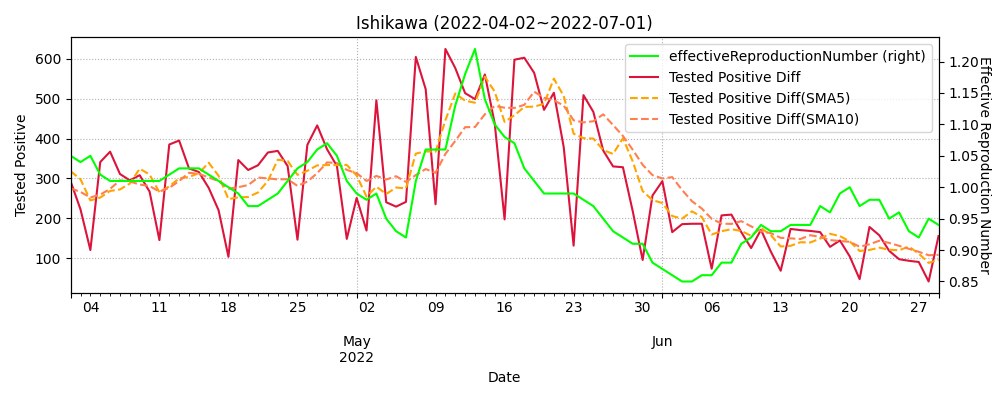 Ishikawa (2022-04-02~2022-07-01)
effectiveReproductionNumber (right)
Tested Positive Diff
Tested Positive Diff(SMA5)
Tested Positive Diff(SMA10)
Tested Positive
600
500
400
300
200
100
1.20
1.15
1.10
1.05
1.00
0.95
0.90
0.85
Effective Reproduction Number
04 11 18 25 02 09 16 23 30 06 13 20 27
May Jun
2022
Date